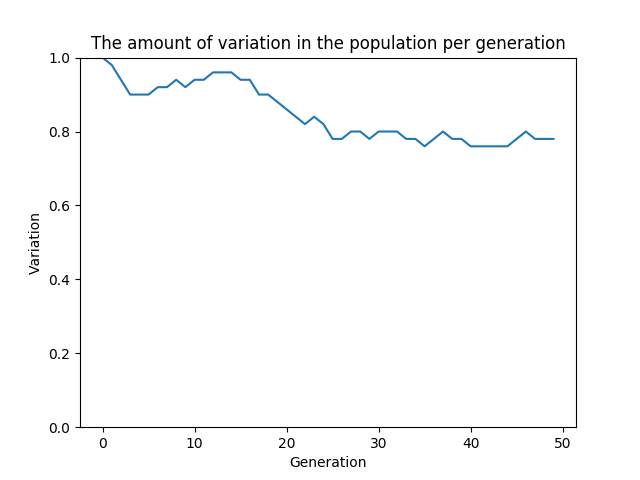 The amount of variation in the population per generation
1.0
0.8
0.6
0.4
0.2
0.0
Variation
0 10 20 30 40 50
Generation